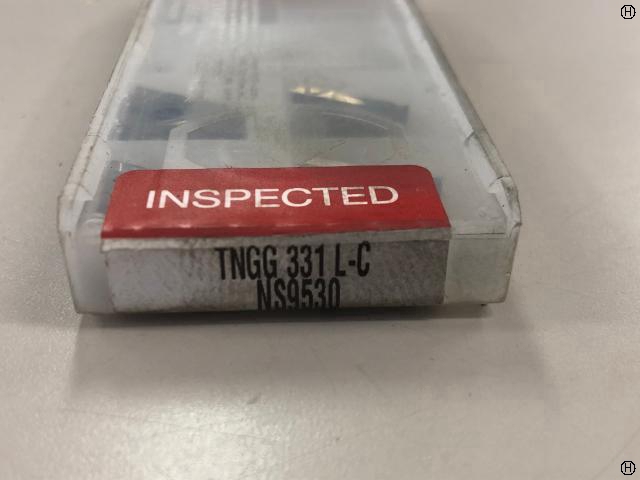 INSPECTED
TNGG 331 L-C
NS9530
H
H